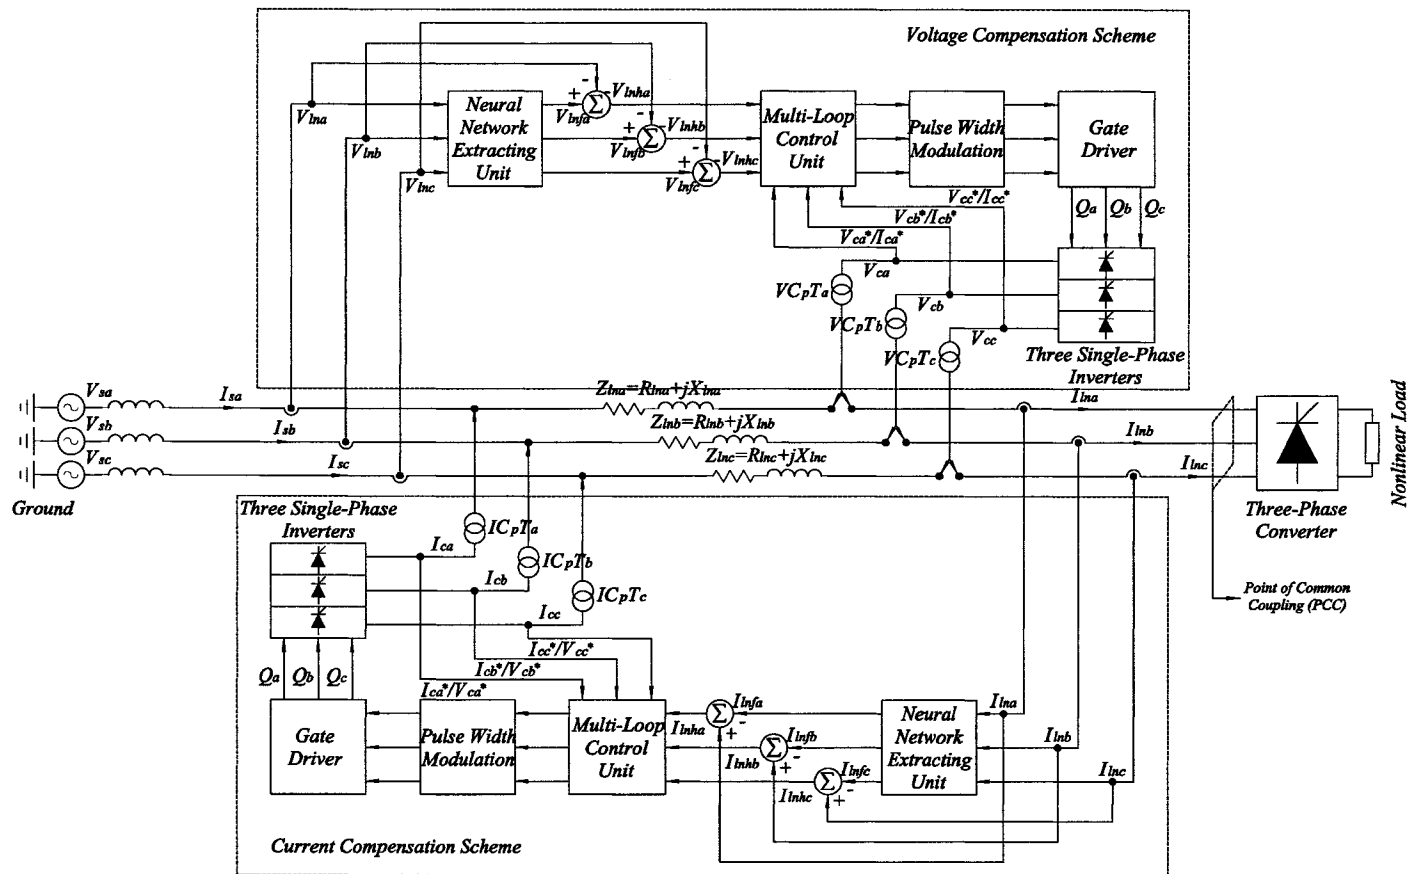 Voltage Compensation Scheme
Vlna
Vlnb
Vlnc
Neural
Network
Extracting
Unit
+
-
Σ
Vlnfa
-Vlnha
+
-
Σ
Vlnfb
-Vlnhb
+
-
Σ
Vlnfc
-Vlnhc
Multi-Loop
Control
Unit
Pulse Width
Modulation
Gate
Driver
Vcc*/Icc*
Vcb*/Icb*
Vca*/Ica*
Qa
Qb
Qc
Vca
Vcb
Vcc
VCpTa
VCpTb
VCpTc
Three Single-Phase
Inverters
Vsa
Vsb
Vsc
Isa
Isb
Isc
Zlna=Rlna+jXlna
Zlnb=Rlnb+jXlnb
Zlnc=Rlnc+jXlnc
Ilna
Ilnb
Ilnc
Ground
Three-Phase
Converter
Nonlinear Load
Point of Common
Coupling (PCC)
Three Single-Phase
Inverters
Ica
Icb
Icc
ICpTa
ICpTb
ICpTc
Icc*/Vcc*
Icb*/Vcb*
Ica*/Vca*
Qa
Qb
Qc
Gate
Driver
Pulse Width
Modulation
Multi-Loop
Control
Unit
Σ
Ilnfa
-
+
Ilnha
Σ
Ilnfb
-
+
Ilnhb
Σ
Ilnfc
-
+
Ilnhc
Neural
Network
Extracting
Unit
Ilna
Ilnb
Ilnc
Current Compensation Scheme